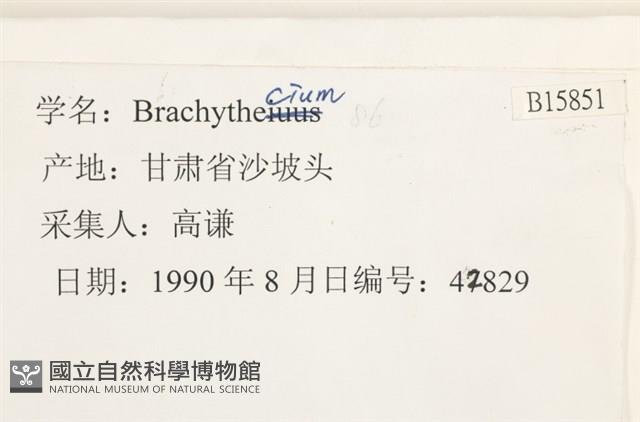 cium
学名：Brachytheiuus
B15851
产地：甘肃省沙坡头
采集人：高谦
日期：1990 年 8 月日编号：47829
國立自然科學博物館
NATIONAL MUSEUM OF NATURAL SCIENCE